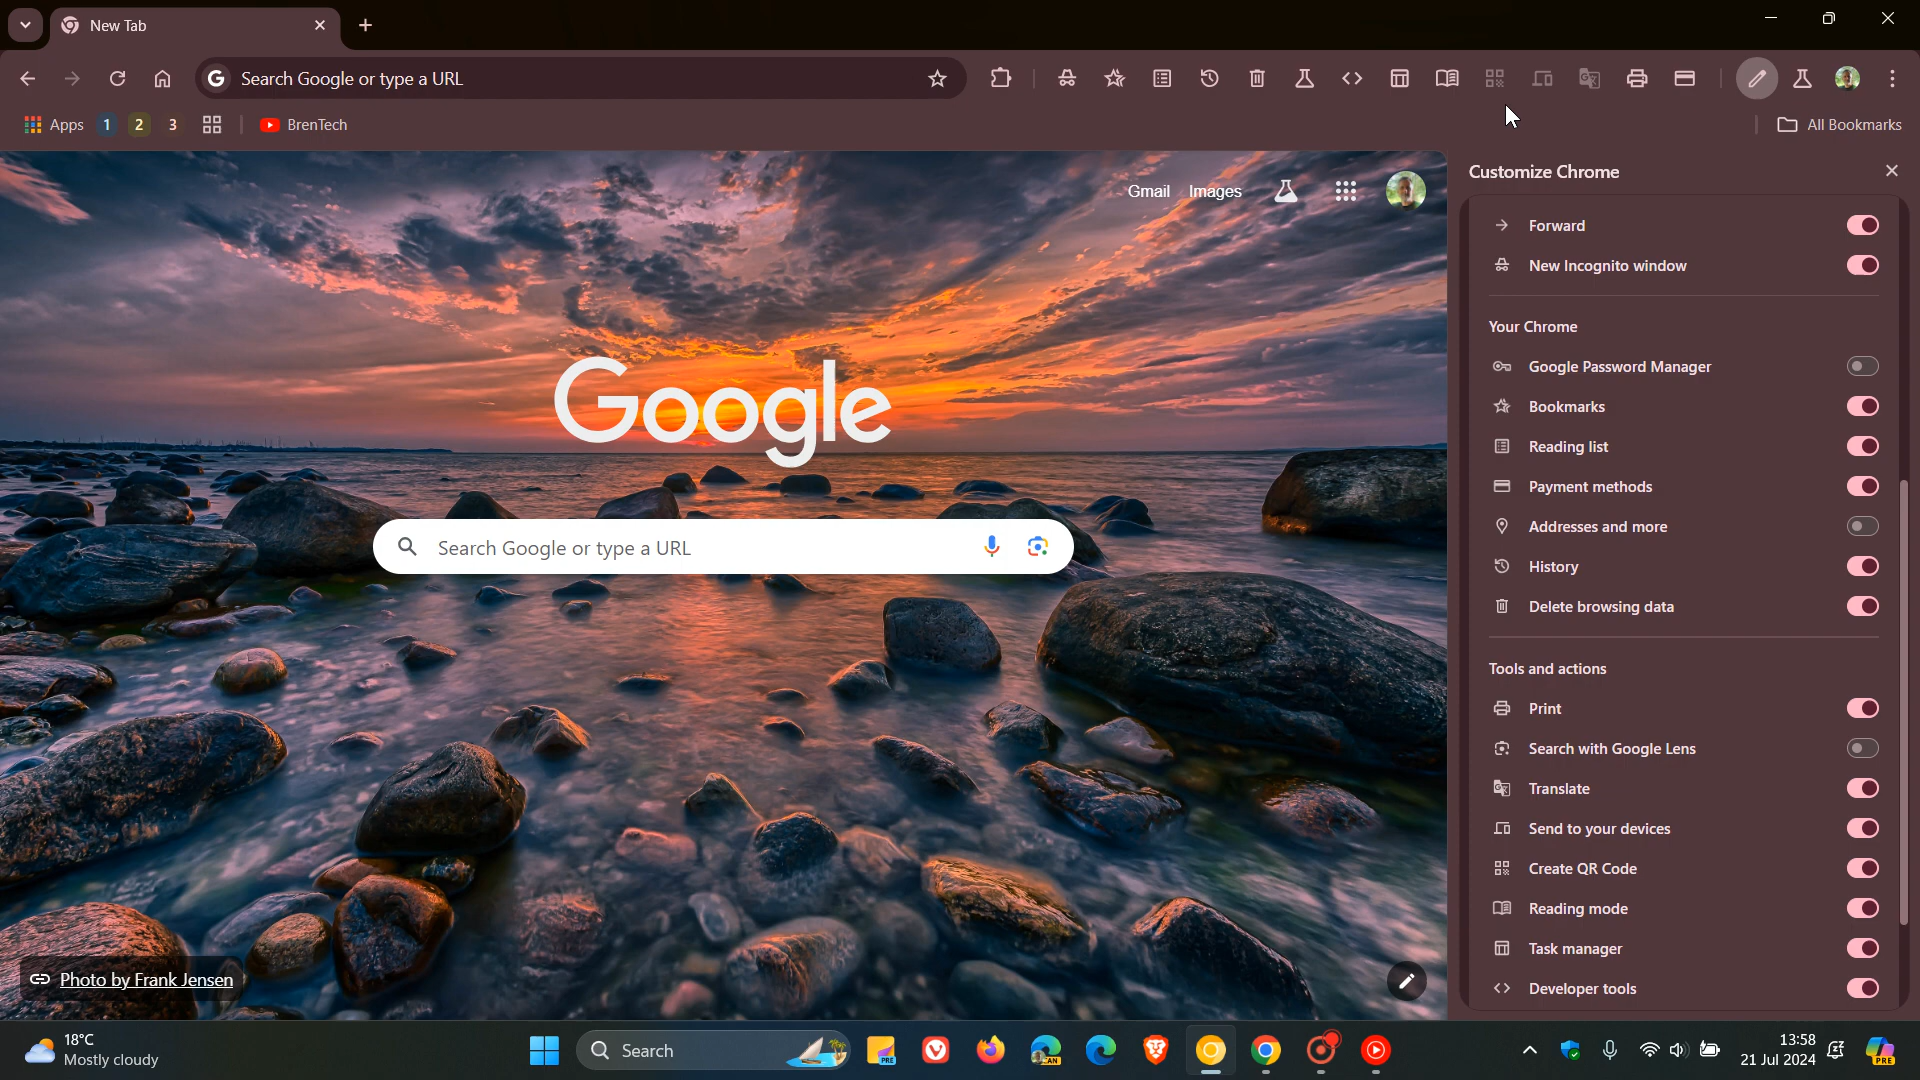 New Tab
Search Google or type a URL
Apps 1 2 3 BrenTech All Bookmarks
Gmail Images
Google
Search Google or type a URL
Photo by Frank Jensen
Customize Chrome
Forward
New Incognito window
Your Chrome
Google Password Manager
Bookmarks
Reading list
Payment methods
Addresses and more
History
Delete browsing data
Tools and actions
Print
Search with Google Lens
Translate
Send to your devices
Create QR Code
Reading mode
Task manager
Developer tools
18°C
Mostly cloudy
Search
PRE
CAN
13:58
21 Jul 2024
PRE